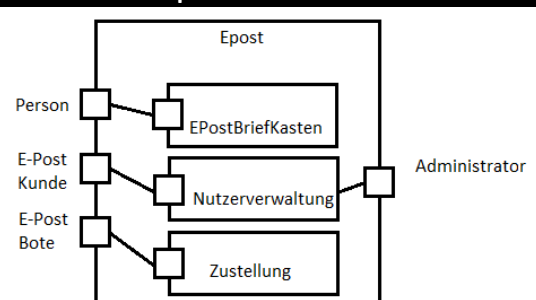 Epost
Person
EPostBriefKasten
E-Post
Kunde
Nutzerverwaltung
Administrator
E-Post
Bote
Zustellung